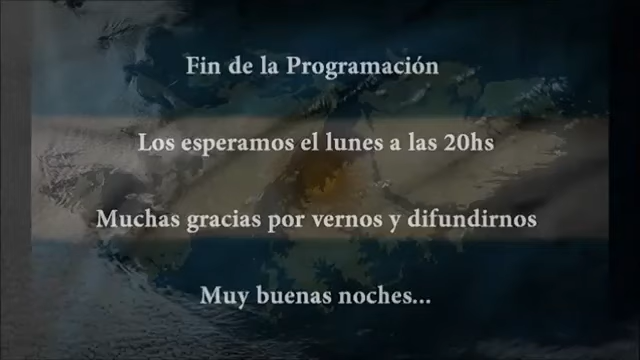 Fin de la Programación
Los esperamos el lunes a las 20hs
Muchas gracias por vernos y difundirnos
Muy buenas noches...